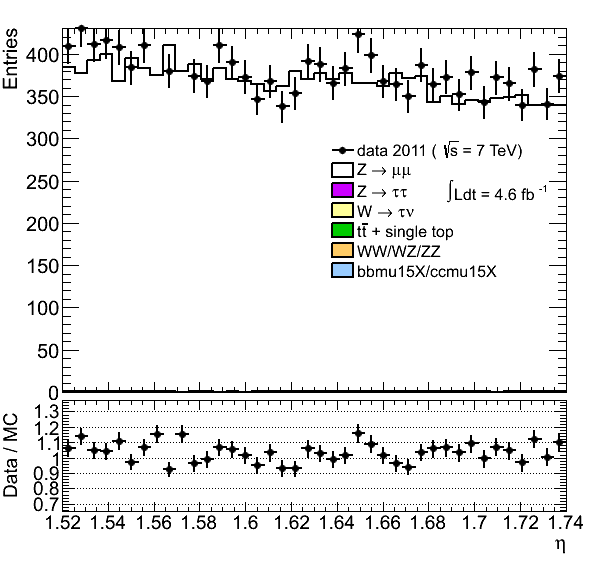 Entries
400
350
300
250
200
150
100
50
0
data 2011 ( √s = 7 TeV)
Z → μμ
Z → ττ
∫Ldt = 4.6 fb -1
W → τν
tt̄ + single top
WW/WZ/ZZ
bbmu15X/ccmu15X
Data / MC
1.3
1.2
1.1
1
0.9
0.8
0.7
1.52 1.54 1.56 1.58 1.6 1.62 1.64 1.66 1.68 1.7 1.72 1.74
η